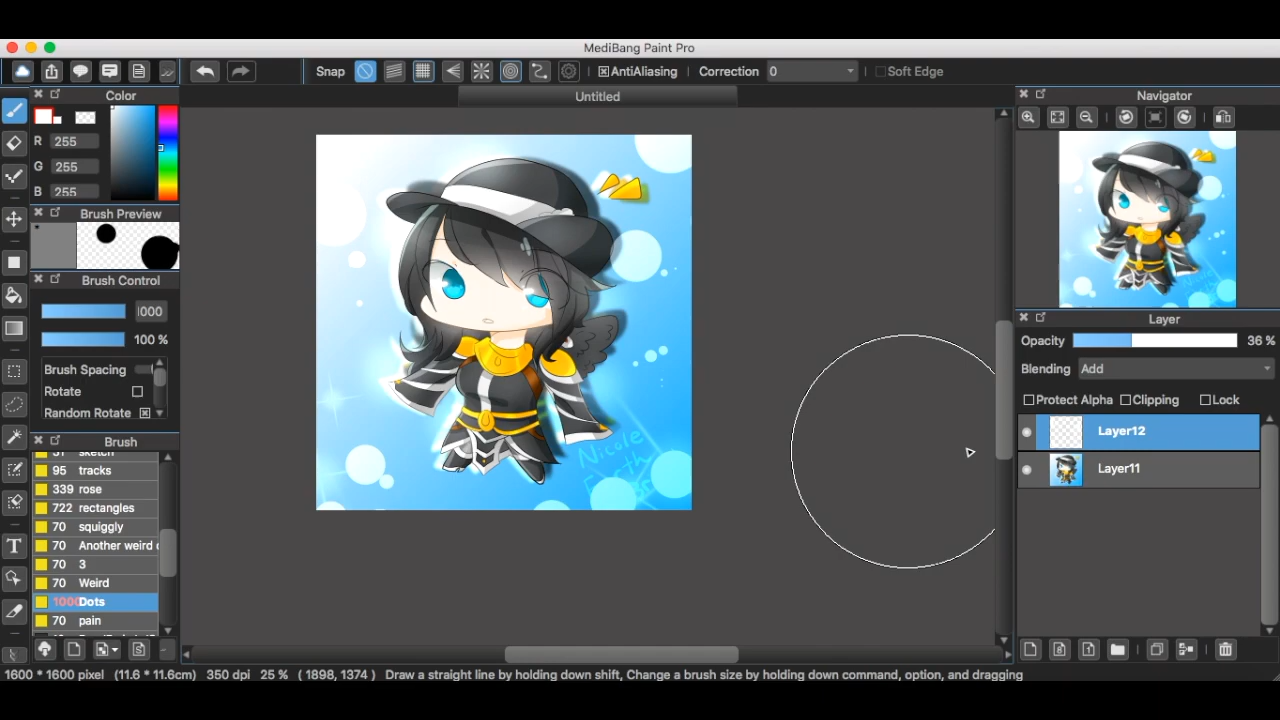 MediBang Paint Pro
Snap AntiAliasing Correction 0 Soft Edge
Untitled
Color
R 255
G 255
B 255
Brush Preview
Brush Control
100 %
Brush Spacing
Rotate
Random Rotate
Brush
95 tracks
339 rose
722 rectangles
70 squiggly
70 Another weird
70 3
70 Weird
1000 Dots
70 pain
Nicole
Navigator
Layer
Opacity 36 %
Blending Add
Protect Alpha Clipping Lock
Layer12
Layer11
1600 * 1600 pixel (11.6 * 11.6cm) 350 dpi 25 % ( 1898, 1374 ) Draw a straight line by holding down shift, Change a brush size by holding down command, option, and dragging